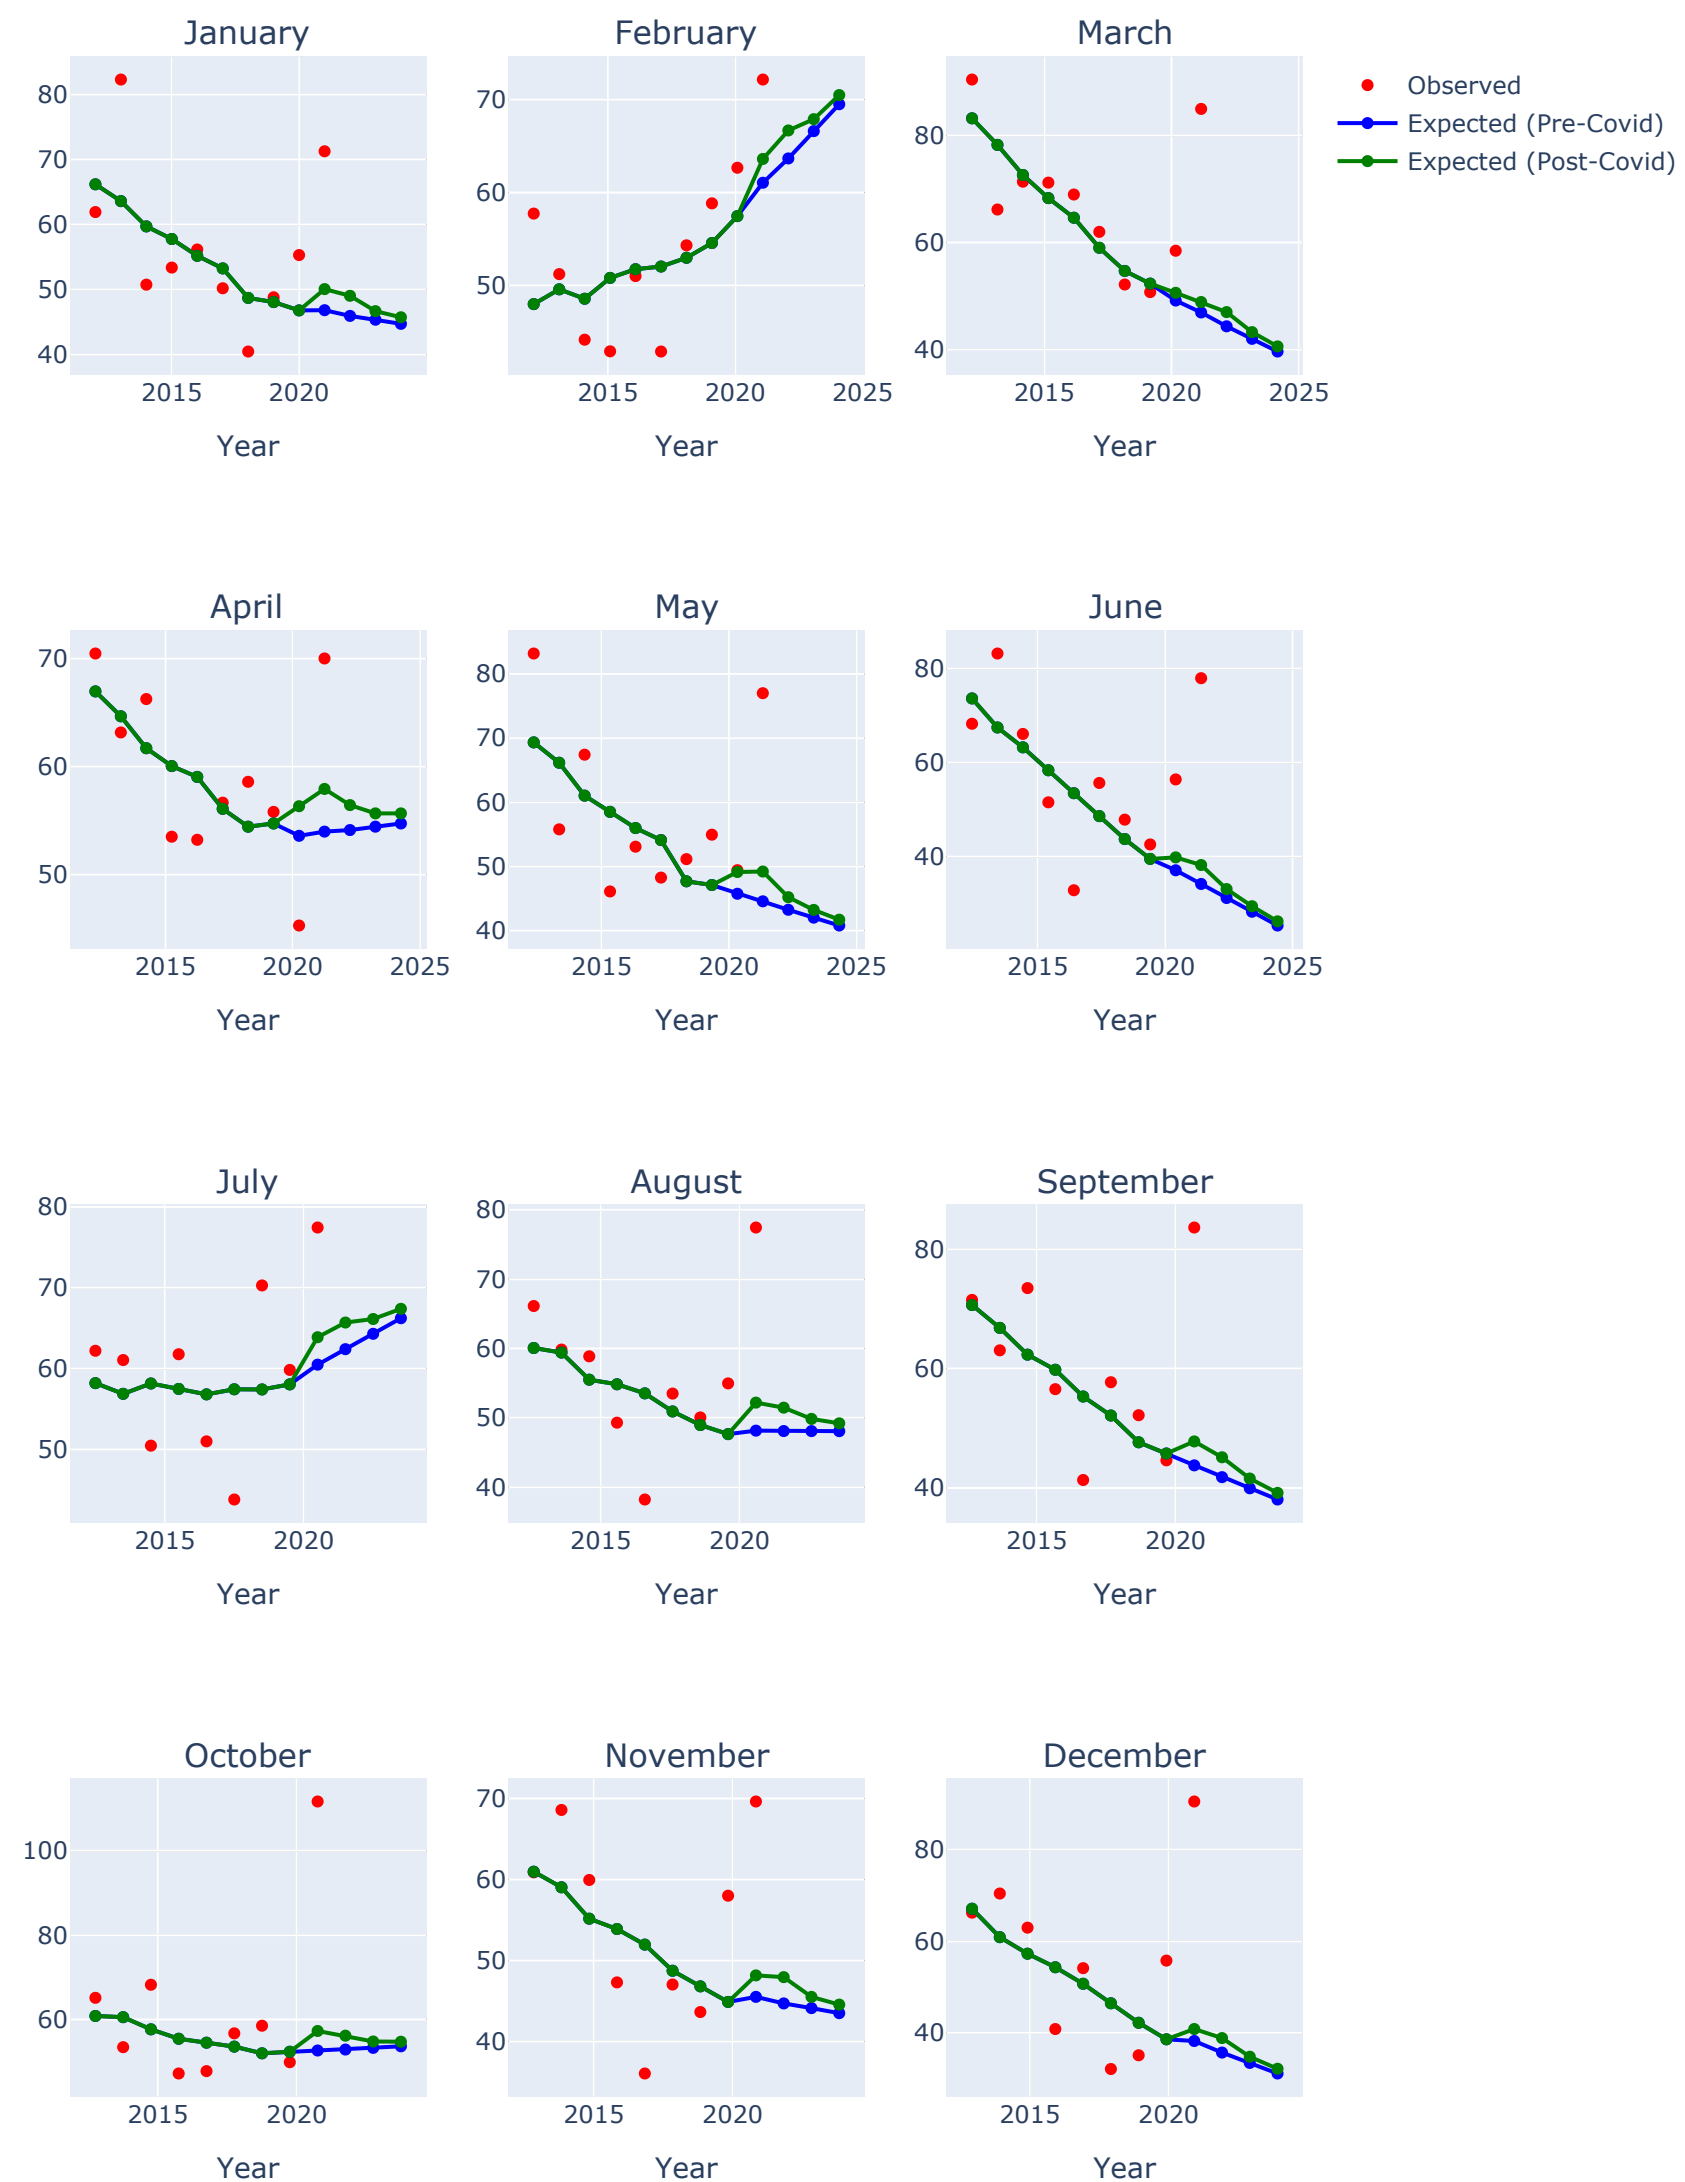 January
February
March
Observed
Expected (Pre-Covid)
Expected (Post-Covid)
80
70
60
50
40
2015
2020
Year
70
60
50
2015
2020
2025
Year
80
60
40
2015
2020
2025
Year
April
May
June
70
60
50
2015
2020
2025
Year
80
70
60
50
40
2015
2020
2025
Year
80
60
40
2015
2020
2025
Year
July
August
September
80
70
60
50
2015
2020
Year
80
70
60
50
40
2015
2020
Year
80
60
40
2015
2020
Year
October
November
December
100
80
60
2015
2020
Year
70
60
50
40
2015
2020
Year
80
60
40
2015
2020
Year